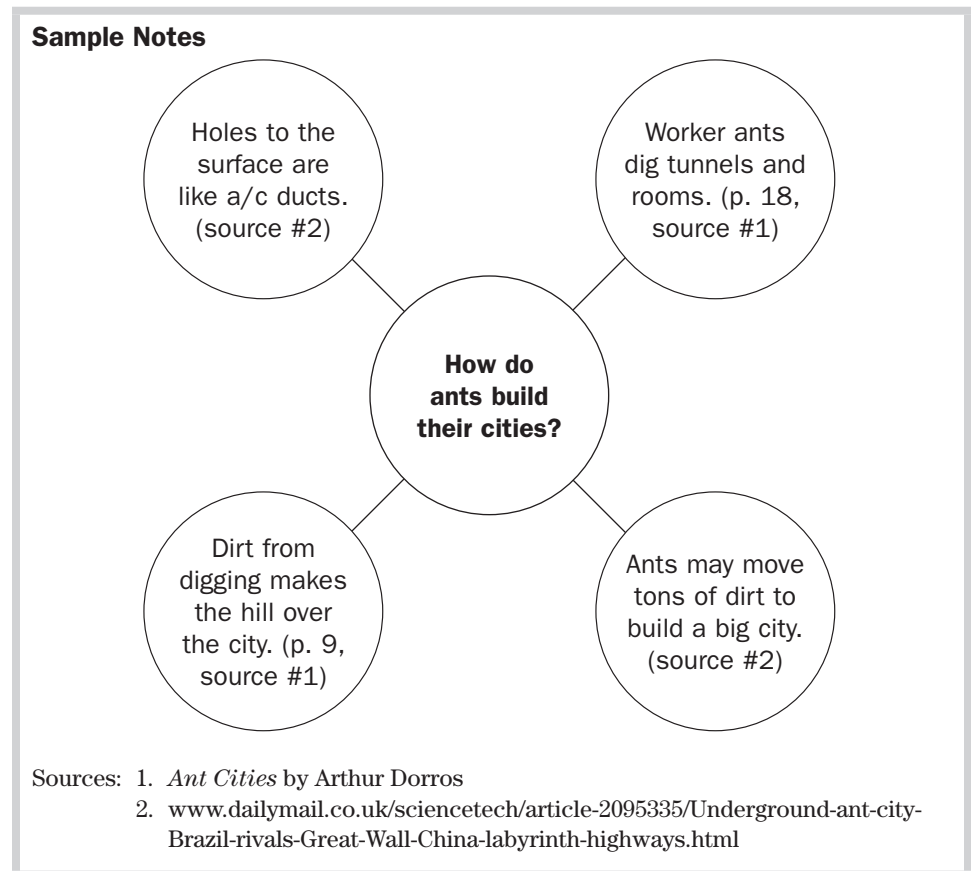 Sample Notes
Holes to the
surface are
like a/c ducts.
(source #2)
Worker ants
dig tunnels and
rooms. (p. 18,
source #1)
How do
ants build
their cities?
Dirt from
digging makes
the hill over
the city. (p. 9,
source #1)
Ants may move
tons of dirt to
build a big city.
(source #2)
Sources: 1. Ant Cities by Arthur Dorros
2. www.dailymail.co.uk/sciencetech/article-2095335/Underground-ant-city-
Brazil-rivals-Great-Wall-China-labyrinth-highways.html